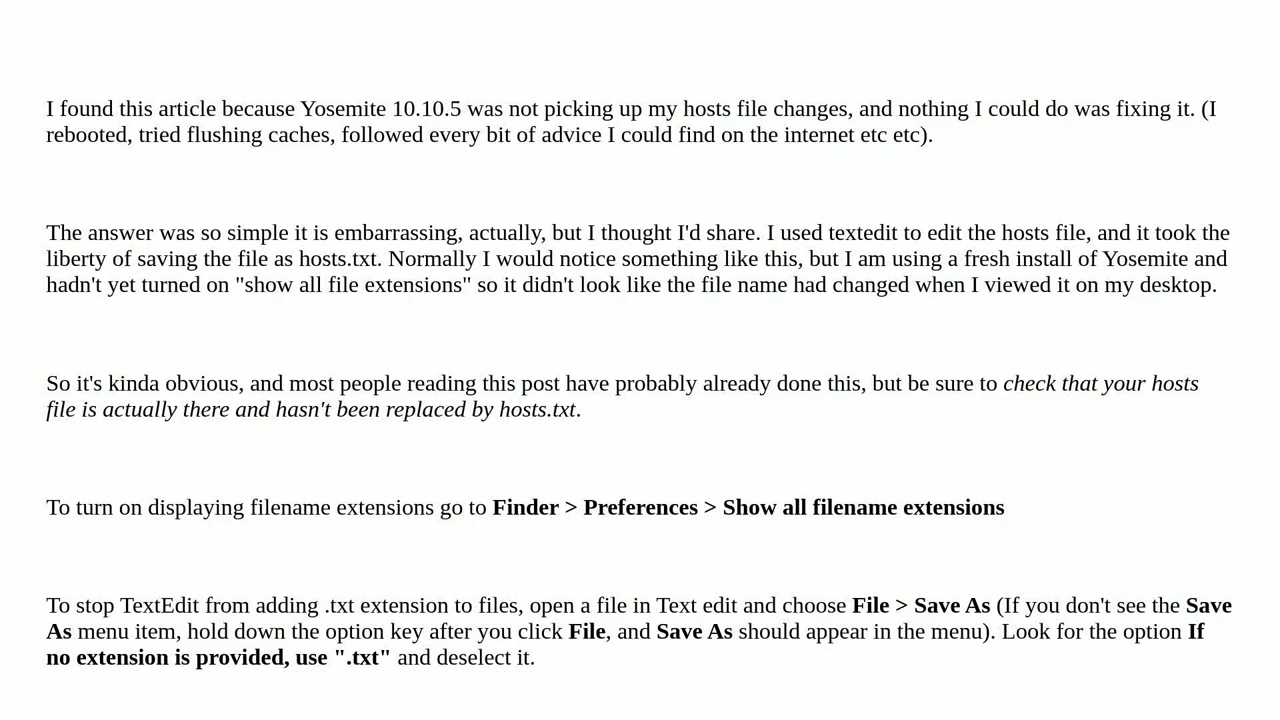 I found this article because Yosemite 10.10.5 was not picking up my hosts file changes, and nothing I could do was fixing it. (I
rebooted, tried flushing caches, followed every bit of advice I could find on the internet etc etc).
The answer was so simple it is embarrassing, actually, but I thought I'd share. I used textedit to edit the hosts file, and it took the
liberty of saving the file as hosts.txt. Normally I would notice something like this, but I am using a fresh install of Yosemite and
hadn't yet turned on "show all file extensions" so it didn't look like the file name had changed when I viewed it on my desktop.
So it's kinda obvious, and most people reading this post have probably already done this, but be sure to check that your hosts
file is actually there and hasn't been replaced by hosts.txt.
To turn on displaying filename extensions go to Finder > Preferences > Show all filename extensions
To stop TextEdit from adding .txt extension to files, open a file in Text edit and choose File > Save As (If you don't see the Save
As menu item, hold down the option key after you click File, and Save As should appear in the menu). Look for the option If
no extension is provided, use ".txt" and deselect it.